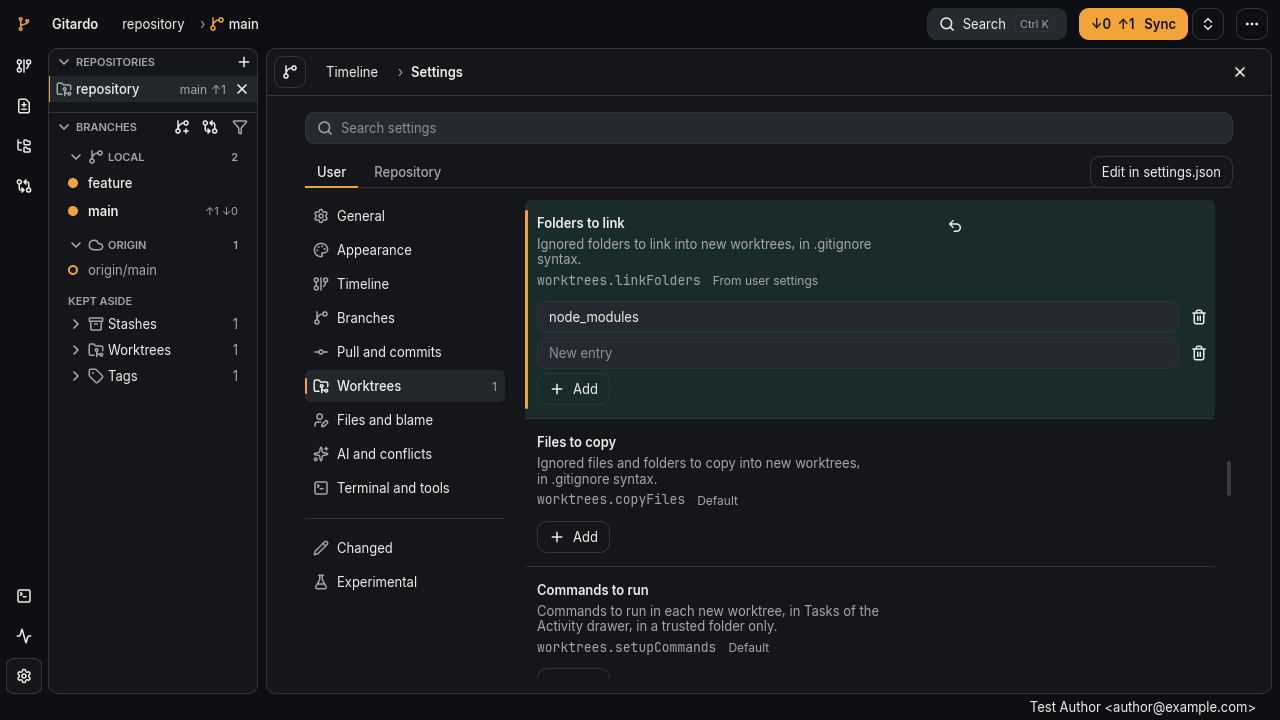 Gitardo
repository
main
Search
Ctrl K
↓0 ↑1 Sync
REPOSITORIES
repository
main ↑1
BRANCHES
LOCAL
2
feature
main
↑1 ↓0
ORIGIN
1
origin/main
KEPT ASIDE
Stashes
1
Worktrees
1
Tags
1
Timeline
Settings
Search settings
User
Repository
Edit in settings.json
General
Appearance
Timeline
Branches
Pull and commits
Worktrees
1
Files and blame
AI and conflicts
Terminal and tools
Changed
Experimental
Folders to link
Ignored folders to link into new worktrees, in .gitignore
syntax.
worktrees.linkFolders From user settings
node_modules
New entry
Add
Files to copy
Ignored files and folders to copy into new worktrees,
in .gitignore syntax.
worktrees.copyFiles Default
Add
Commands to run
Commands to run in each new worktree, in Tasks of the
Activity drawer, in a trusted folder only.
worktrees.setupCommands Default
Test Author <author@example.com>